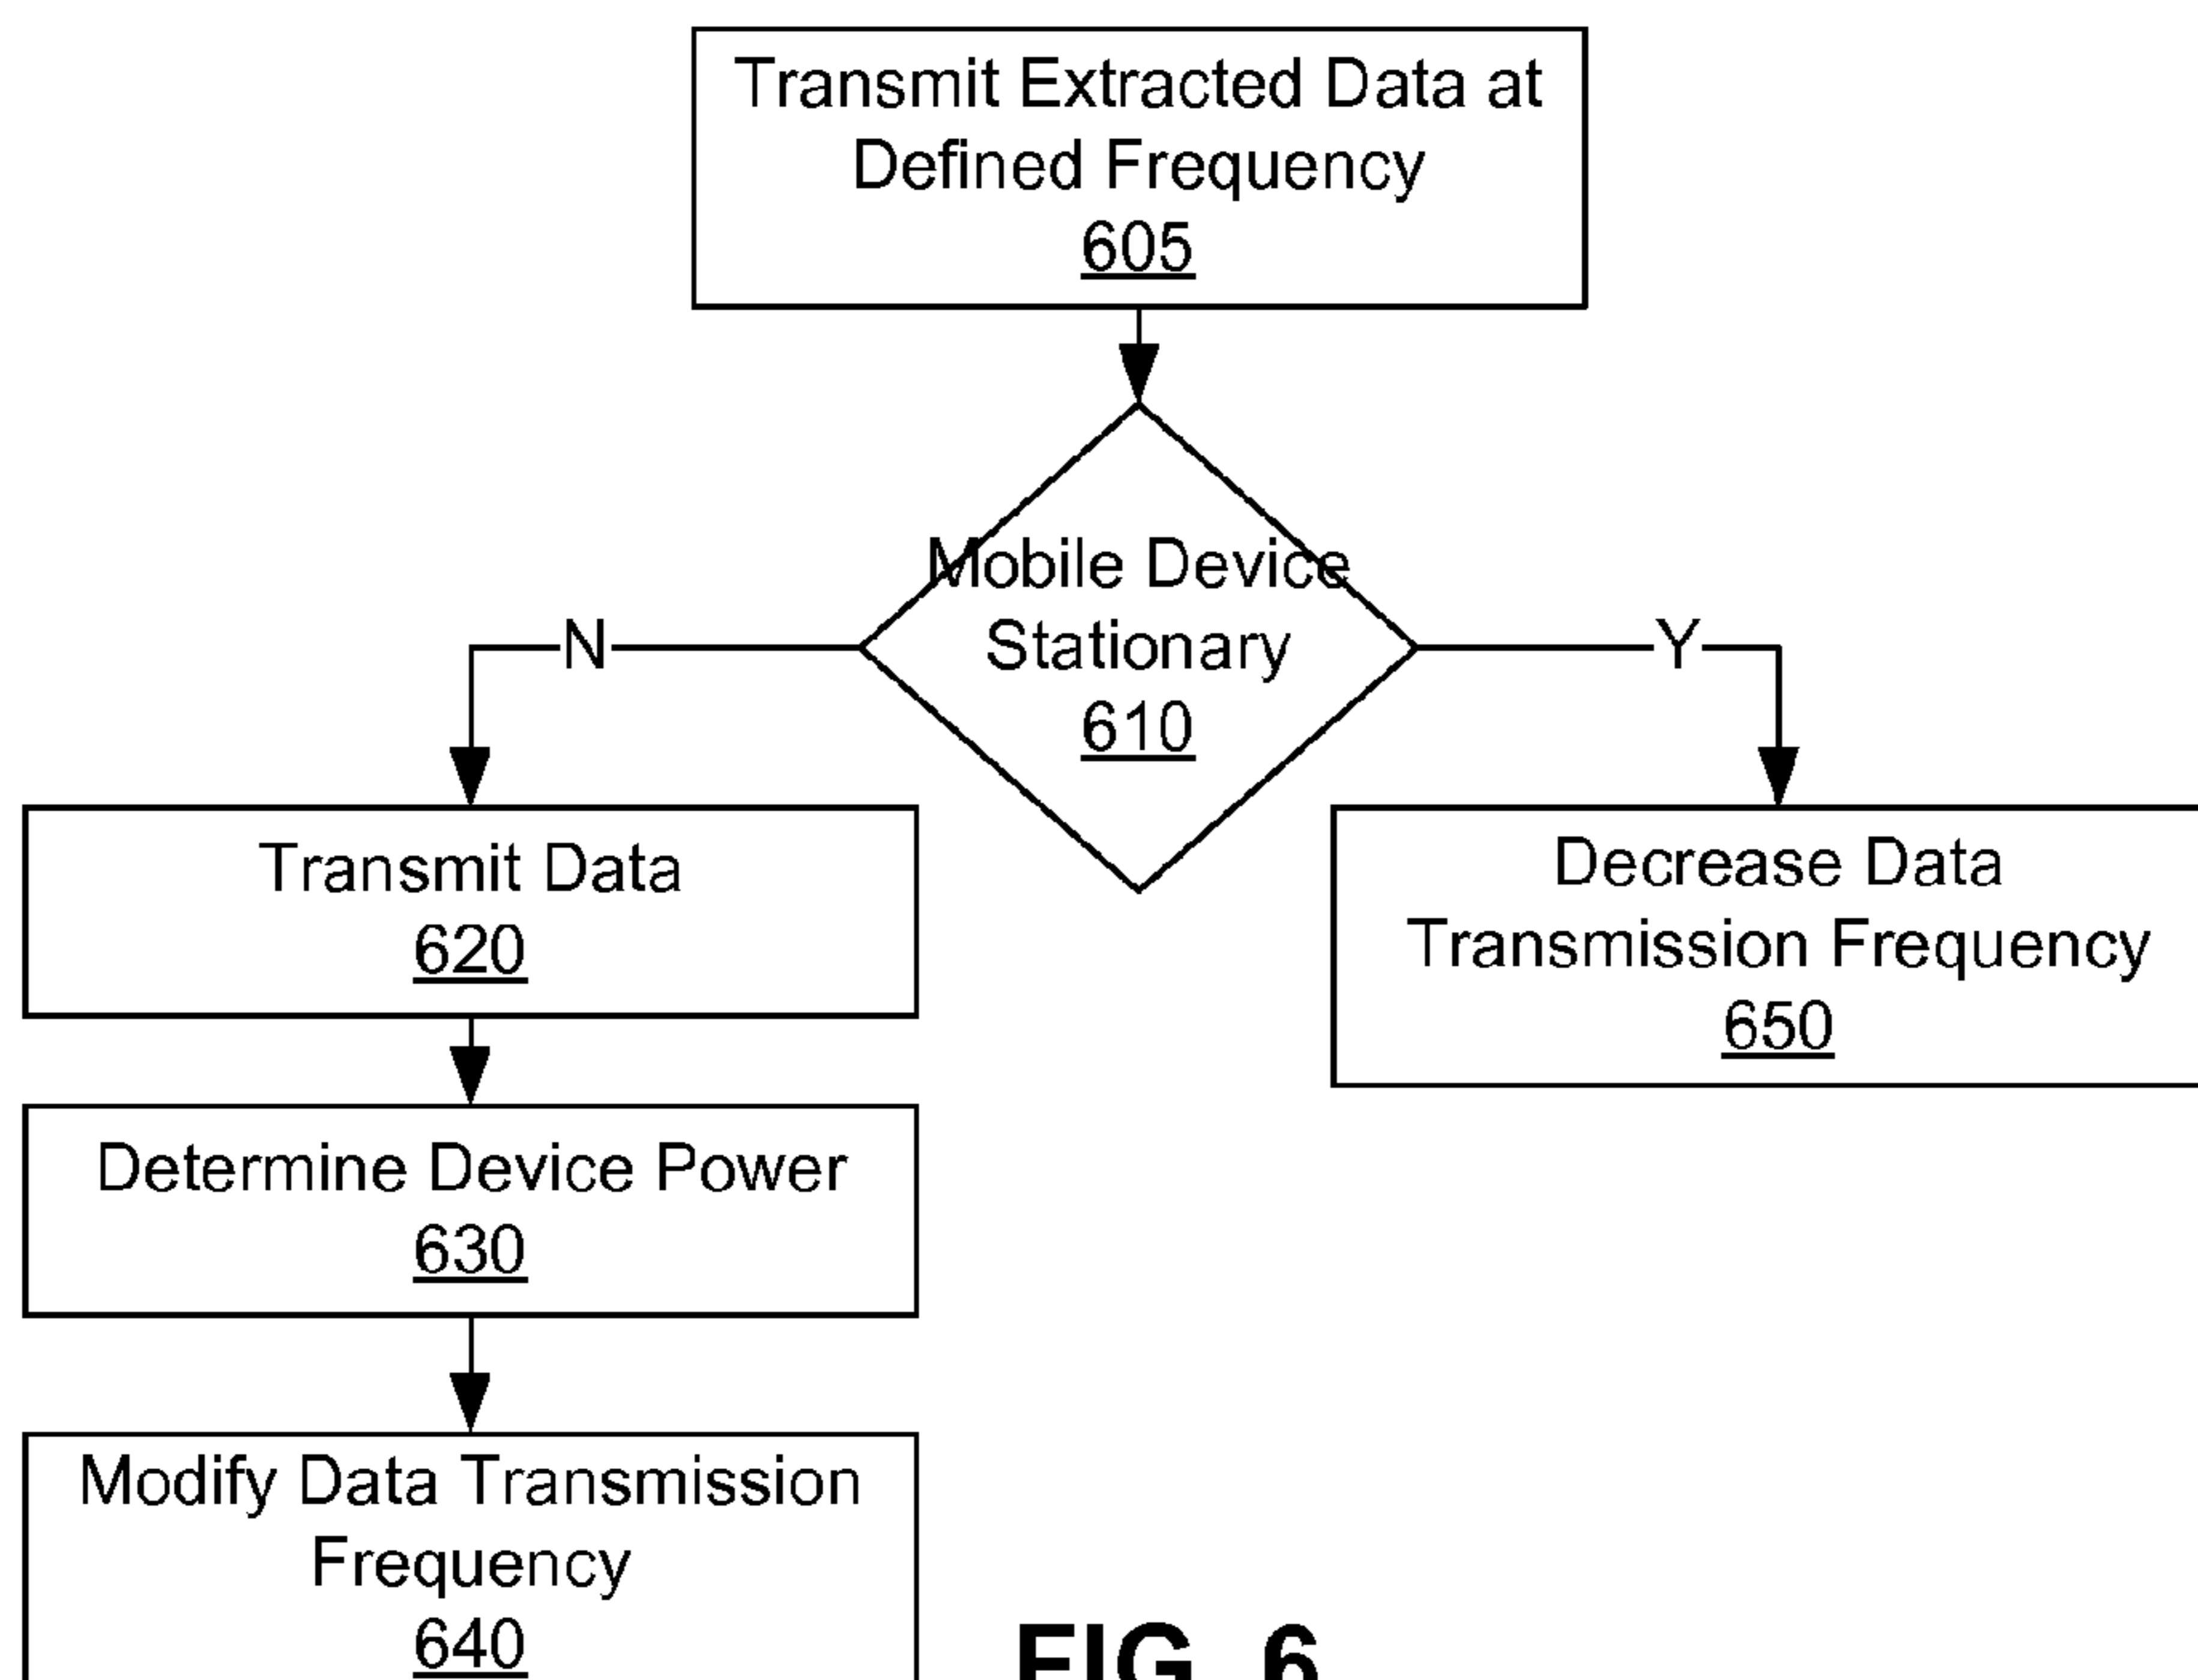 Transmit Extracted Data at
Defined Frequency
605
Mobile Device
Stationary
610
N
Y
Transmit Data
620
Decrease Data
Transmission Frequency
650
Determine Device Power
630
Modify Data Transmission
Frequency
640
FIG. 6